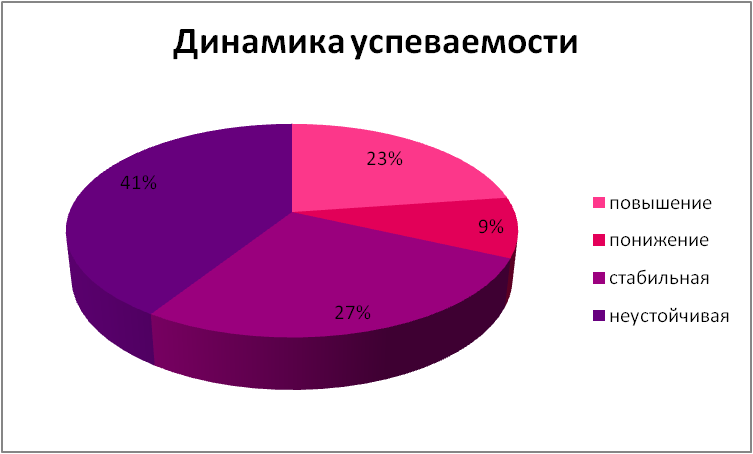 Динамика успеваемости
23%
41%
9%
27%
повышение
понижение
стабильная
неустойчивая